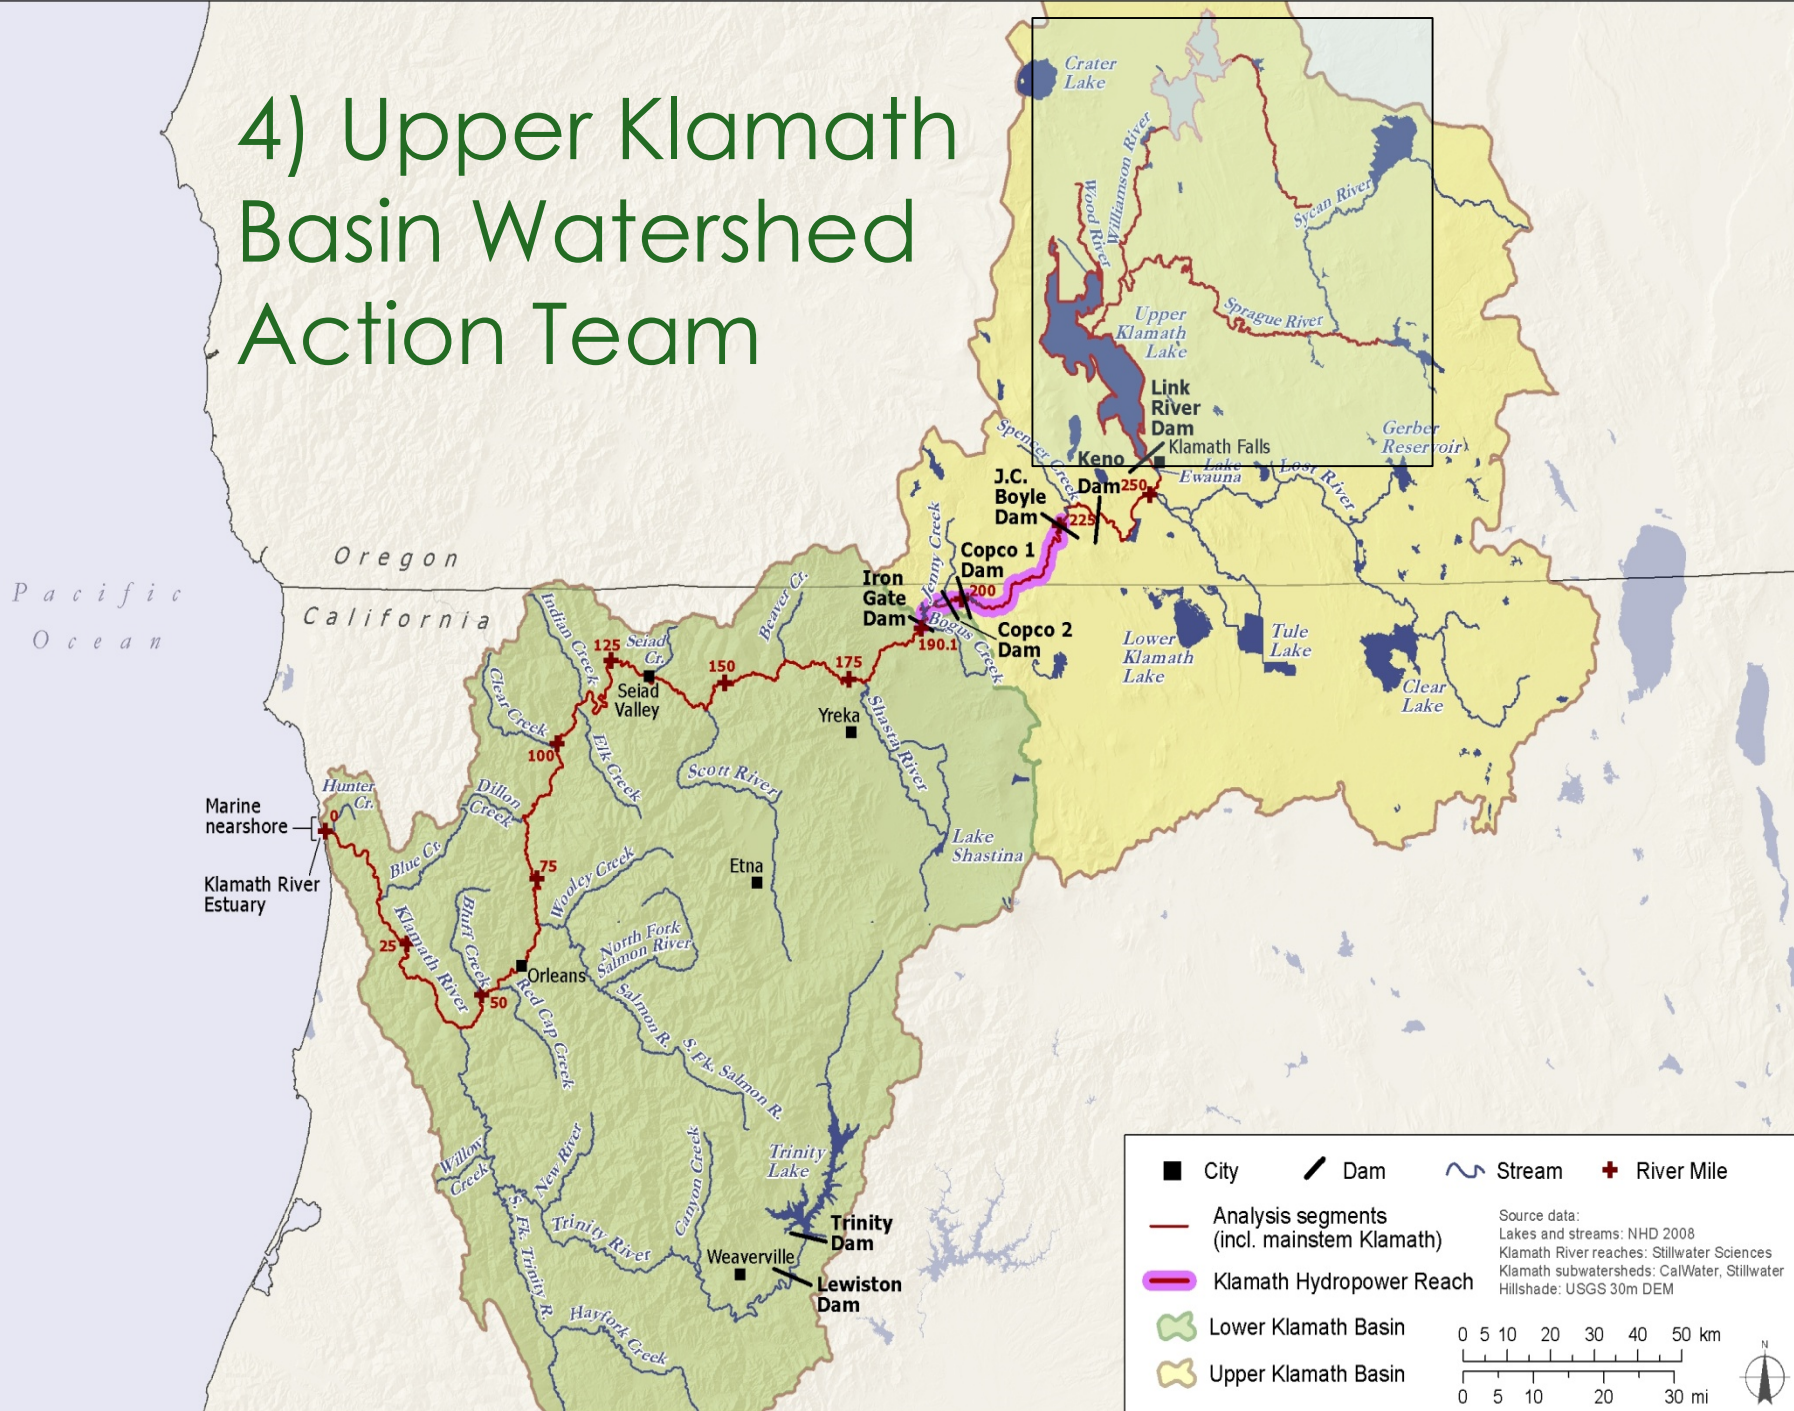 4) Upper Klamath
Basin Watershed
Action Team
Crater
Lake
Williamson River
Wood River
Sycan River
Sprague River
Upper
Klamath
Lake
Link
River
Dam
Klamath Falls
Gerber
Reservoir
Spencer Creek
Keno
Dam
Lake
Ewauna
Lost River
250
J.C.
Boyle
Dam
225
Jenny Creek
Copco 1
Dam
200
Iron
Gate
Dam
Bogus Creek
190.1
Copco 2
Dam
Lower
Klamath
Lake
Tule
Lake
Clear
Lake
Oregon
California
Pacific
Ocean
Indian Creek
Beaver Cr.
125
Seiad
Cr.
Seiad
Valley
150
175
Clear Creek
Yreka
Shasta River
100
Elk Creek
Scott River
Hunter
Cr.
Dillon
Creek
Marine
nearshore
0
Klamath River
Estuary
Blue Cr.
75
Wooley Creek
Etna
Lake
Shastina
Bluff Creek
Klamath River
25
North Fork
Salmon River
Orleans
50
Red Cap Creek
Salmon R.
S. Fk. Salmon R.
Willow
Creek
New River
Canyon Creek
Trinity
Lake
S. Fk. Trinity R.
Trinity River
Trinity
Dam
Weaverville
Lewiston
Dam
Hayfork Creek
City
Dam
Stream
River Mile
Analysis segments
(incl. mainstem Klamath)
Klamath Hydropower Reach
Lower Klamath Basin
Upper Klamath Basin
Source data:
Lakes and streams: NHD 2008
Klamath River reaches: Stillwater Sciences
Klamath subwatersheds: CalWater, Stillwater
Hillshade: USGS 30m DEM
0 5 10 20 30 40 50 km
0 5 10 20 30 mi
N